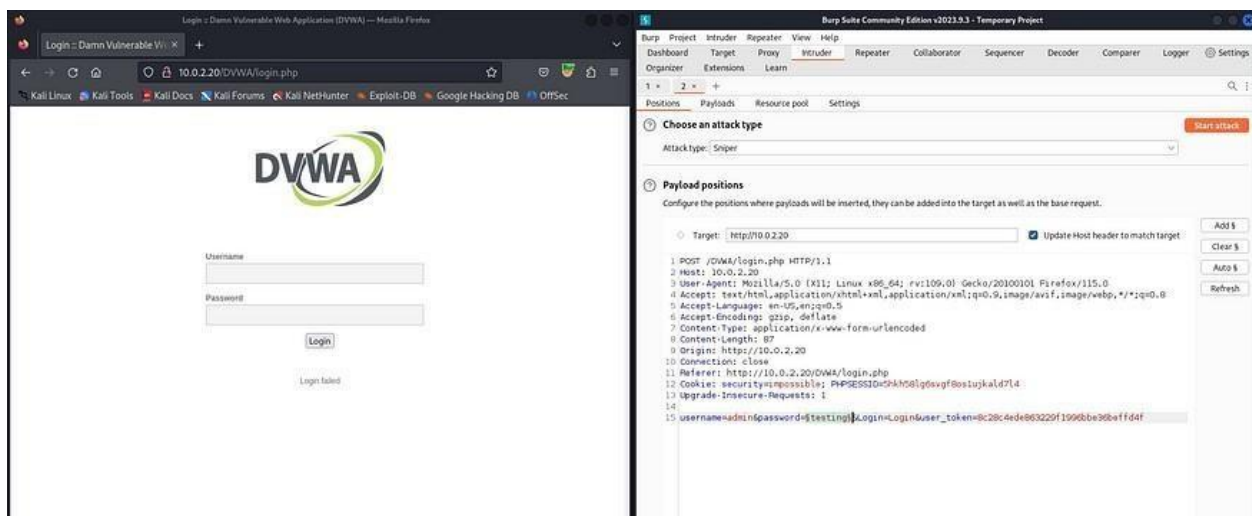 Login :: Damn Vulnerable Web Application (DVWA) — Mozilla Firefox
Login :: Damn Vulnerable W
10.0.2.20/DVWA/login.php
Kali Linux Kali Tools Kali Docs Kali Forums Kali NetHunter Exploit-DB Google Hacking DB OffSec
DVWA
Username
Password
Login
Login failed
Burp Suite Community Edition v2023.9.3 - Temporary Project
Burp Project Intruder Repeater View Help
Dashboard Target Proxy Intruder Repeater Collaborator Sequencer Decoder Comparer Logger Settings
Organizer Extensions Learn
1 × 2 × +
Positions Payloads Resource pool Settings
Choose an attack type
Start attack
Attack type: Sniper
Payload positions
Configure the positions where payloads will be inserted, they can be added into the target as well as the base request.
Target: http://10.0.2.20 Update Host header to match target
Add §
Clear §
Auto §
Refresh
1 POST /DVWA/login.php HTTP/1.1
2 Host: 10.0.2.20
3 User-Agent: Mozilla/5.0 (X11; Linux x86_64; rv:109.0) Gecko/20100101 Firefox/115.0
4 Accept: text/html,application/xhtml+xml,application/xml;q=0.9,image/avif,image/webp,*/*;q=0.8
5 Accept-Language: en-US,en;q=0.5
6 Accept-Encoding: gzip, deflate
7 Content-Type: application/x-www-form-urlencoded
8 Content-Length: 87
9 Origin: http://10.0.2.20
10 Connection: close
11 Referer: http://10.0.2.20/DVWA/login.php
12 Cookie: security=impossible;
13 Upgrade-Insecure-Requests: 1
14
15 username=admin&password=§testing§&Login=Login&user_token=